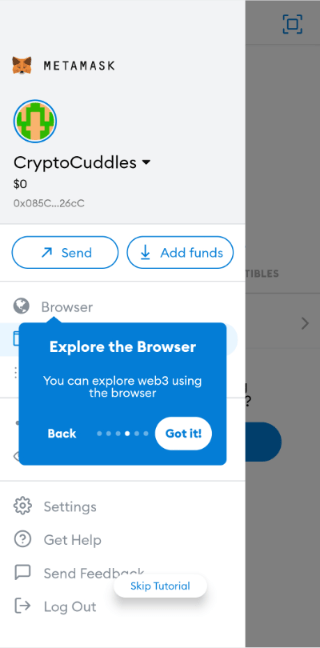 METAMASK
CryptoCuddles
$0
0x085C...26cC
Send
Add funds
TIBLES
Browser
Explore the Browser
You can explore web3 using
the browser
?
Back
Got it!
Settings
Get Help
Send Feedback
Skip Tutorial
Log Out